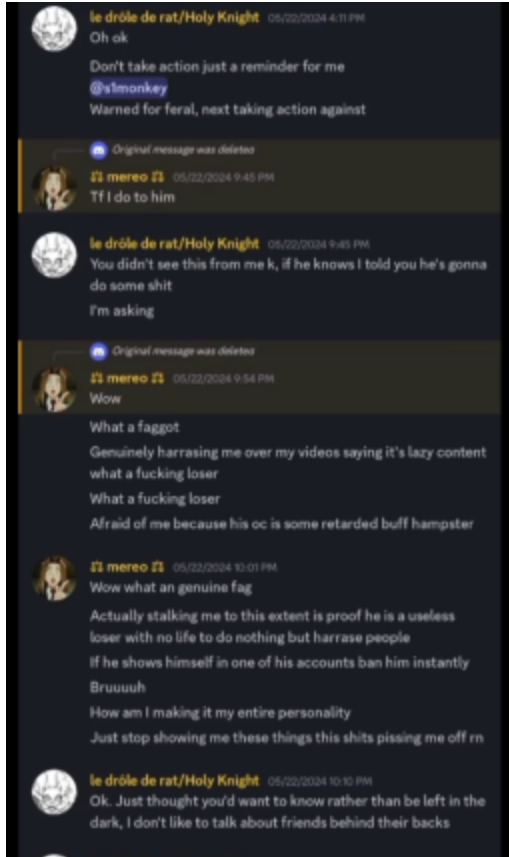 le drôle de rat/Holy Knight 05/22/2024 4:11 PM
Oh ok
Don't take action just a reminder for me
@s1monkey
Warned for feral, next taking action against
Original message was deleted
⚖ mereo ⚖ 05/22/2024 9:45 PM
Tf I do to him
le drôle de rat/Holy Knight 05/22/2024 9:45 PM
You didn't see this from me k, if he knows I told you he's gonna
do some shit
I'm asking
Original message was deleted
⚖ mereo ⚖ 05/22/2024 9:54 PM
Wow
What a faggot
Genuinely harrasing me over my videos saying it's lazy content
what a fucking loser
What a fucking loser
Afraid of me because his oc is some retarded buff hampster
⚖ mereo ⚖ 05/22/2024 10:01 PM
Wow what an genuine fag
Actually stalking me to this extent is proof he is a useless
loser with no life to do nothing but harrase people
If he shows himself in one of his accounts ban him instantly
Bruuuuh
How am I making it my entire personality
Just stop showing me these things this shits pissing me off rn
le drôle de rat/Holy Knight 05/22/2024 10:10 PM
Ok. Just thought you'd want to know rather than be left in the
dark, I don't like to talk about friends behind their backs